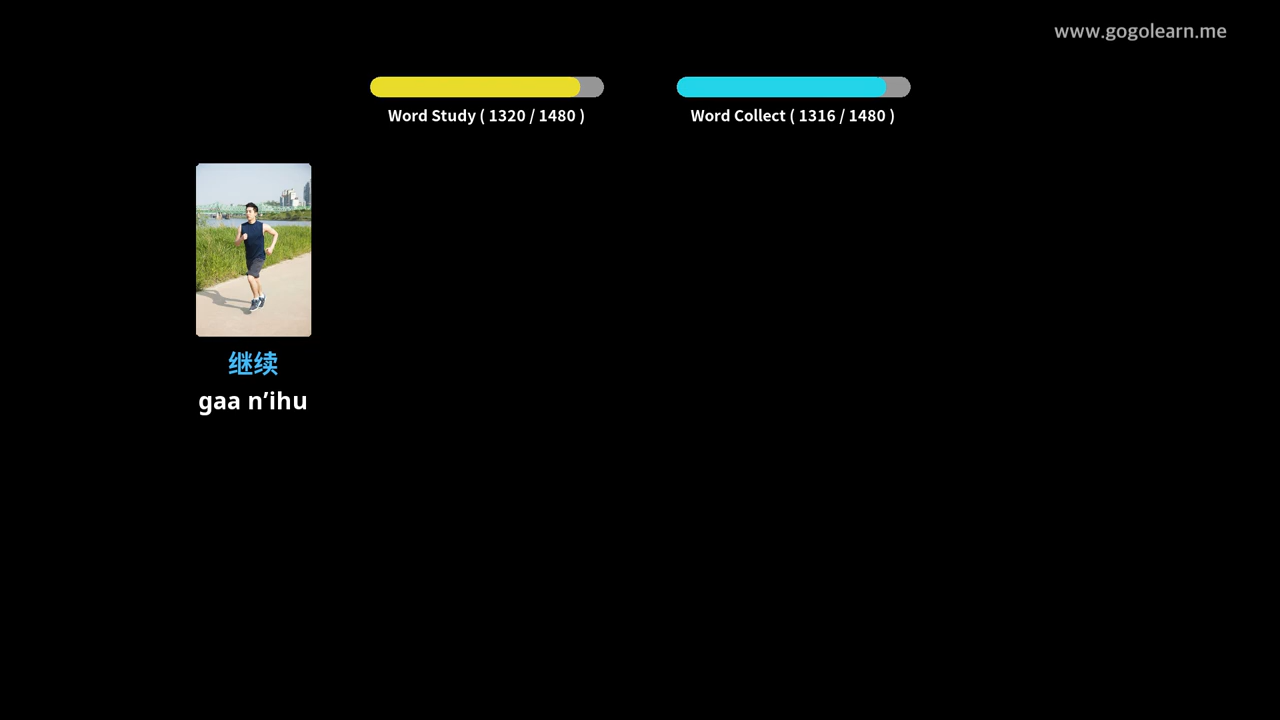 www.gogolearn.me
Word Study ( 1320 / 1480 )
Word Collect ( 1316 / 1480 )
继续
gaa n’ihu